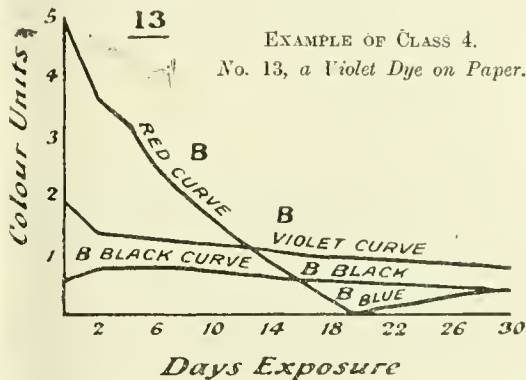 5
13
EXAMPLE OF CLASS 4.
No. 13, a Violet Dye on Paper.
4
3
2
1
Colour Units
RED CURVE
B
B
VIOLET CURVE
B BLACK CURVE
B BLACK
B BLUE
2 6 10 14 18 22 26 30
Days Exposure